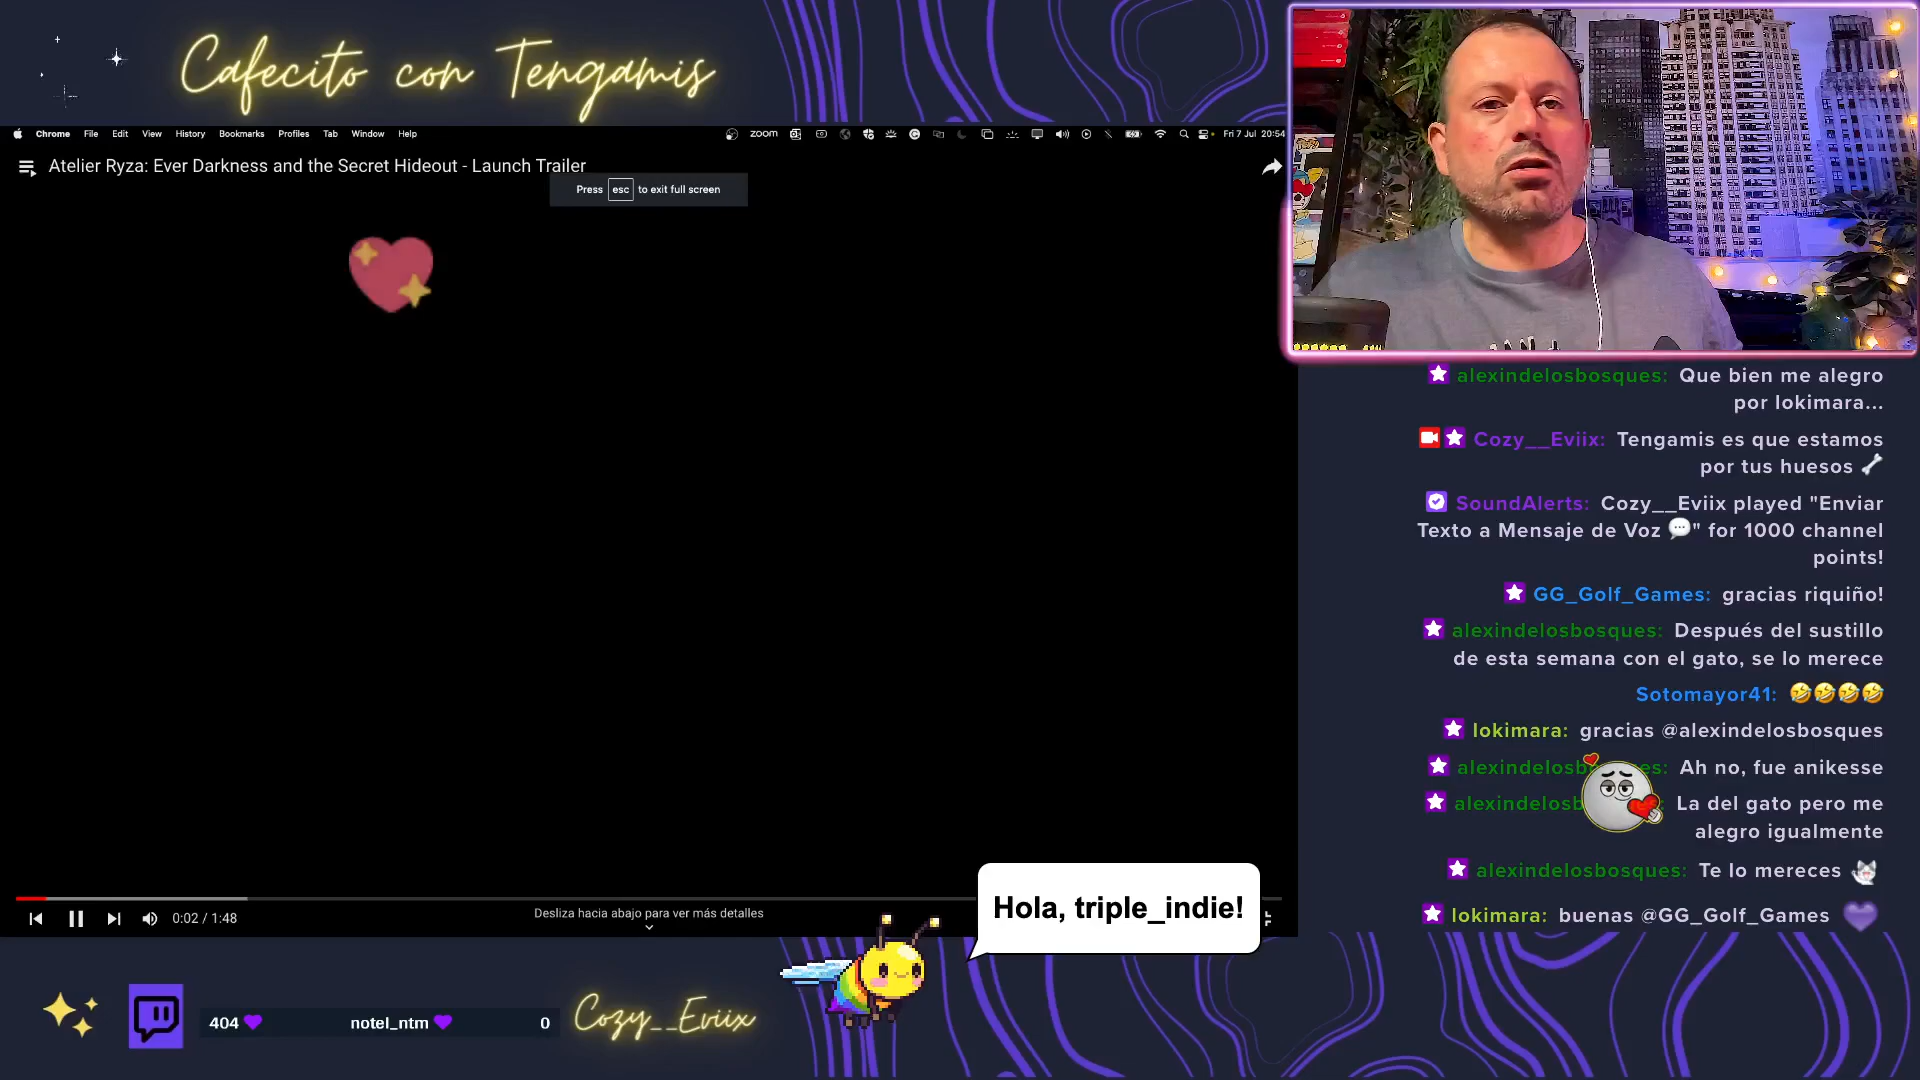 Cafecito con Tengamis
Chrome File Edit View History Bookmarks Profiles Tab Window Help
zoom Fri 7 Jul 20:54
Atelier Ryza: Ever Darkness and the Secret Hideout - Launch Trailer
Press esc to exit full screen
alexindelosbosques: Que bien me alegro
por lokimara...
Cozy__Eviix: Tengamis es que estamos
por tus huesos 🦴
SoundAlerts: Cozy__Eviix played "Enviar
Texto a Mensaje de Voz 💬" for 1000 channel
points!
GG_Golf_Games: gracias riquiño!
alexindelosbosques: Después del sustillo
de esta semana con el gato, se lo merece
Sotomayor41: 🤣🤣🤣🤣
lokimara: gracias @alexindelosbosques
Ah no, fue anikesse
La del gato pero me
alegro igualmente
alexindelosbosques: Te lo mereces
lokimara: buenas @GG_Golf_Games 💜
0:02 / 1:48
Desliza hacia abajo para ver más detalles
Hola, triple_indie!
404 💜 notel_ntm 💜 0
Cozy__Eviix